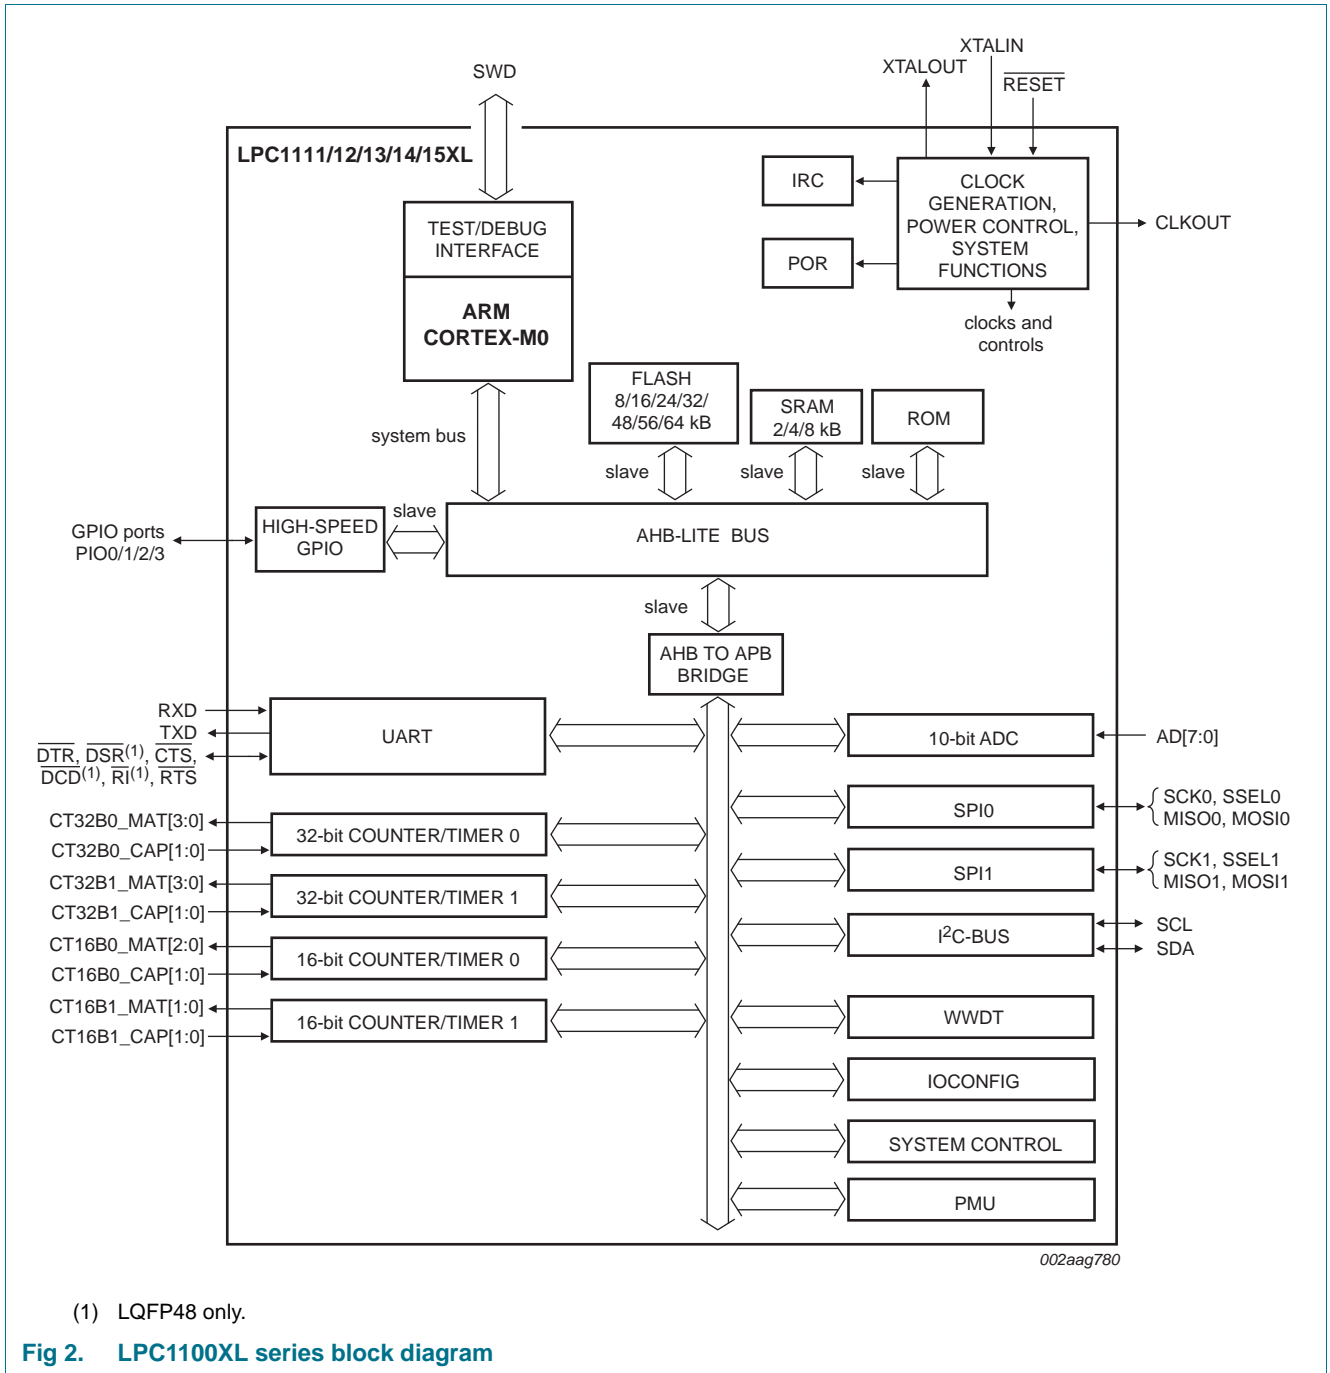 XTALIN
XTALOUT
SWD
RESET
LPC1111/12/13/14/15XL
IRC
CLOCK
GENERATION,
POWER CONTROL,
SYSTEM
FUNCTIONS
CLKOUT
TEST/DEBUG
INTERFACE
POR
ARM
CORTEX-M0
clocks and
controls
FLASH
8/16/24/32/
48/56/64 kB
SRAM
2/4/8 kB
ROM
system bus
slave
slave
slave
slave
GPIO ports
PIO0/1/2/3
HIGH-SPEED
GPIO
AHB-LITE BUS
slave
AHB TO APB
BRIDGE
RXD
TXD
DTR, DSR(1), CTS,
DCD(1), RI(1), RTS
UART
10-bit ADC
AD[7:0]
CT32B0_MAT[3:0]
CT32B0_CAP[1:0]
32-bit COUNTER/TIMER 0
SPI0
SCK0, SSEL0
MISO0, MOSI0
CT32B1_MAT[3:0]
CT32B1_CAP[1:0]
32-bit COUNTER/TIMER 1
SPI1
SCK1, SSEL1
MISO1, MOSI1
CT16B0_MAT[2:0]
CT16B0_CAP[1:0]
16-bit COUNTER/TIMER 0
I2C-BUS
SCL
SDA
CT16B1_MAT[1:0]
CT16B1_CAP[1:0]
16-bit COUNTER/TIMER 1
WWDT
IOCONFIG
SYSTEM CONTROL
PMU
002aag780
(1) LQFP48 only.
Fig 2. LPC1100XL series block diagram